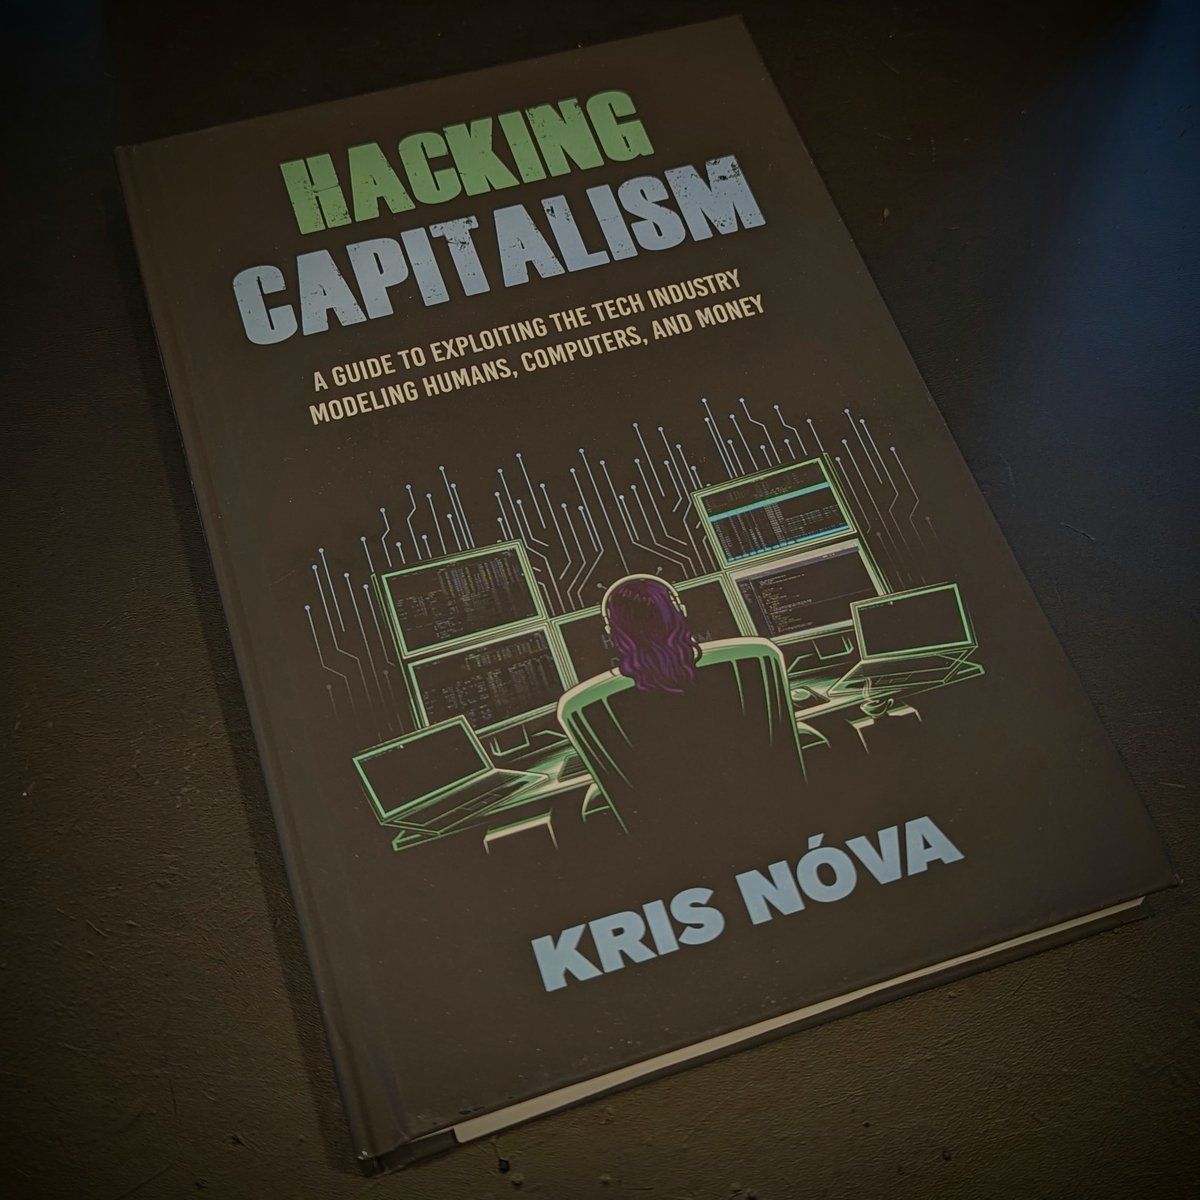 HACKING
CAPITALISM
A GUIDE TO EXPLOITING THE TECH INDUSTRY
MODELING HUMANS, COMPUTERS, AND MONEY
KRIS NÓVA